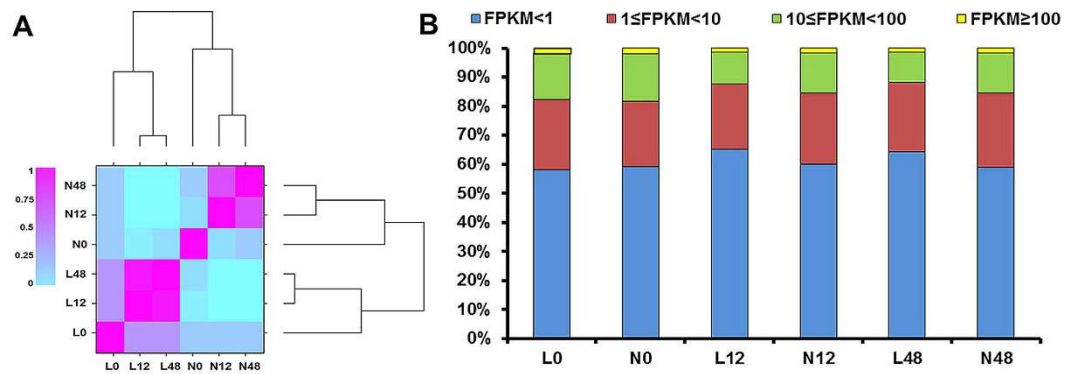 A
1
0.75
0.5
0.25
0
N48
N12
N0
L48
L12
L0
L0 L12 L48 N0 N12 N48
B
FPKM<1 1≤FPKM<10 10≤FPKM<100 FPKM≥100
100%
90%
80%
70%
60%
50%
40%
30%
20%
10%
0%
L0 N0 L12 N12 L48 N48